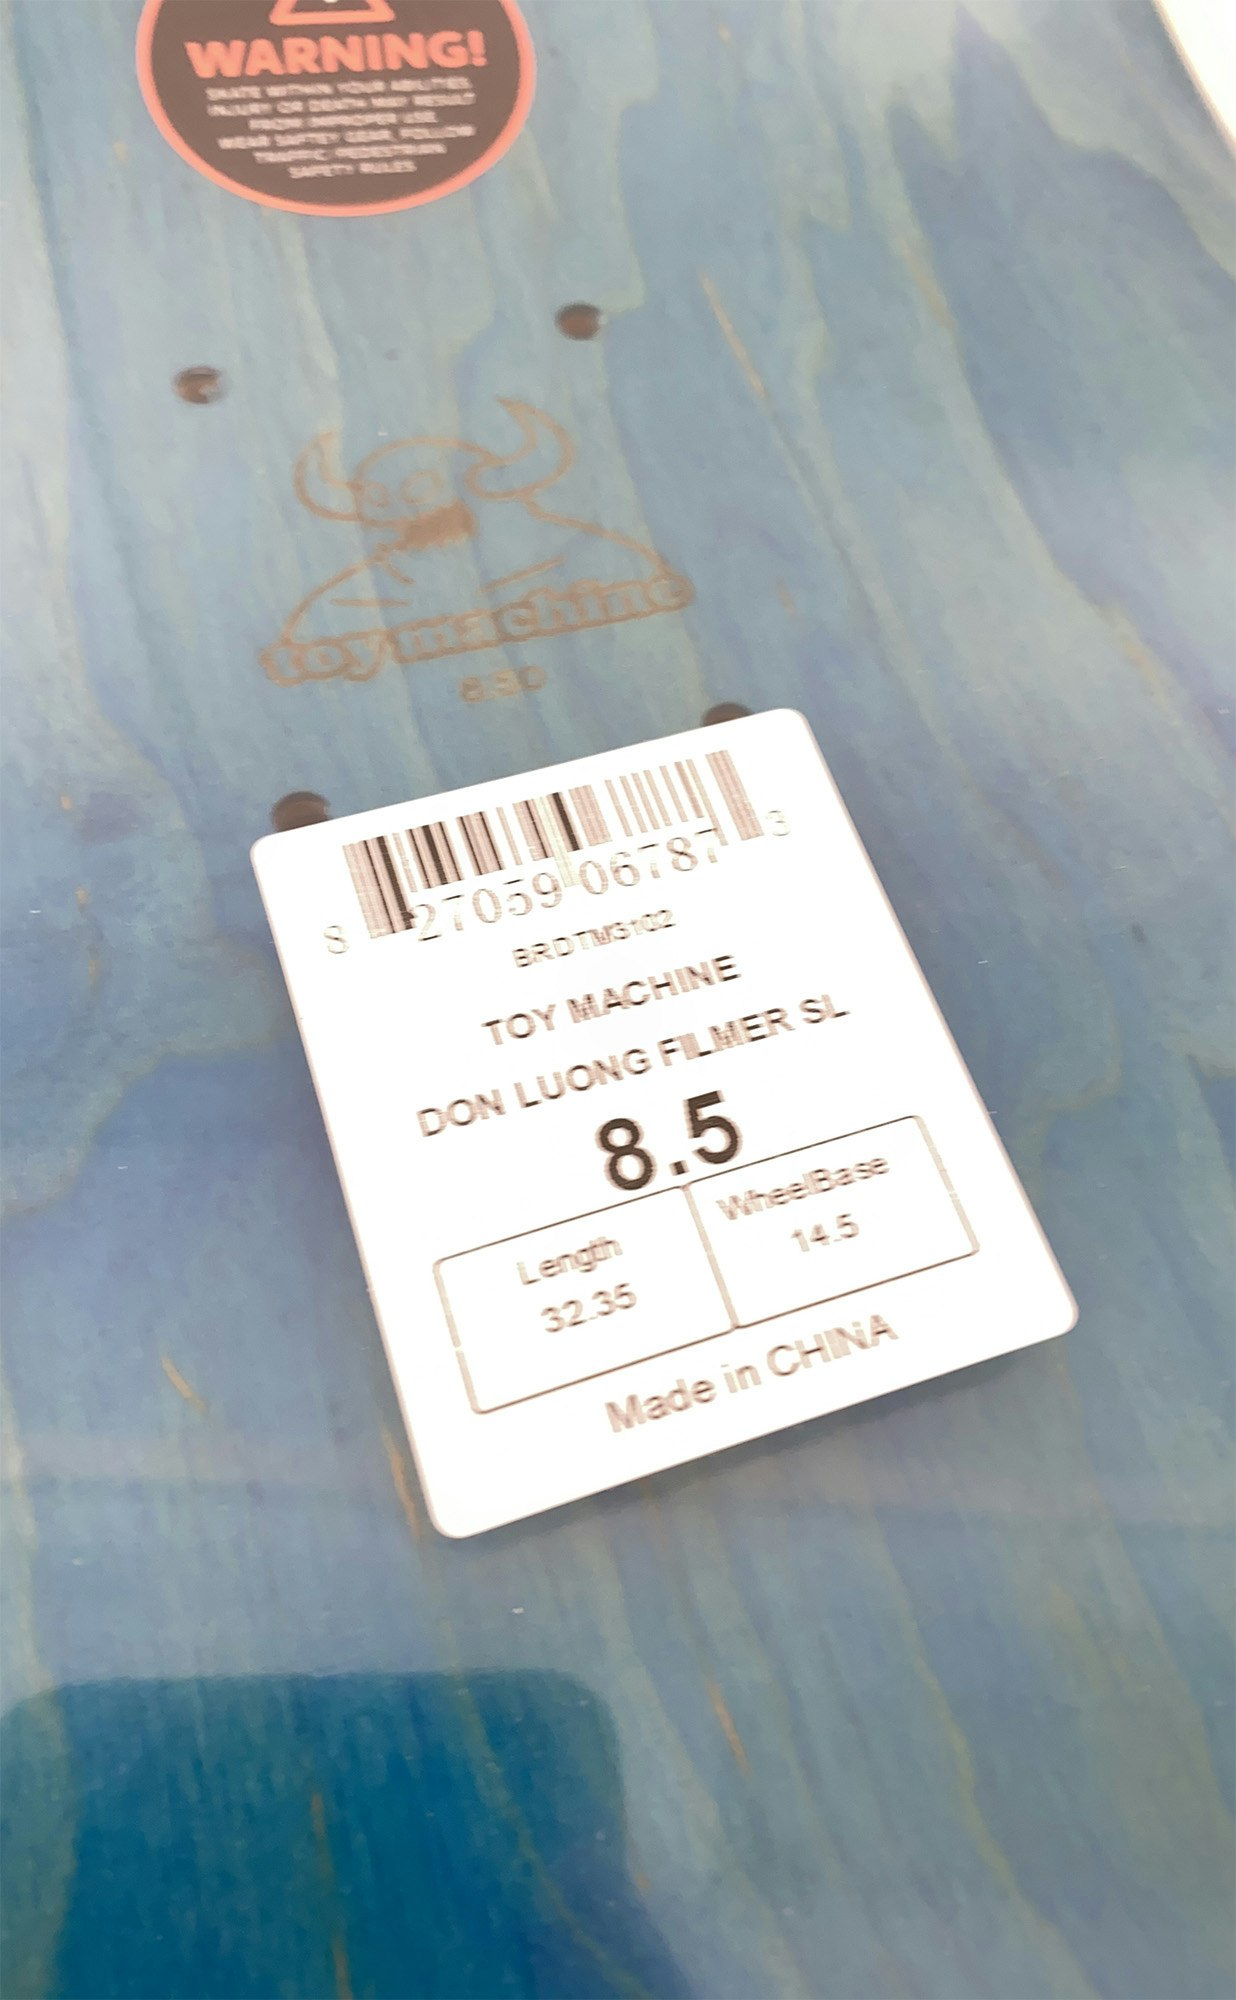 WARNING!
SKATE WITHIN YOUR ABILITIES.
INJURY OR DEATH MAY RESULT
FROM IMPROPER USE.
WEAR SAFTEY GEAR. FOLLOW
TRAFFIC PEDESTRIAN
SAFETY RULES
toy machine
8.50
8 27059 06787 3
BRDTM3102
TOY MACHINE
DON LUONG FILMER SL
8.5
Length
32.35
WheelBase
14.5
Made in CHINA